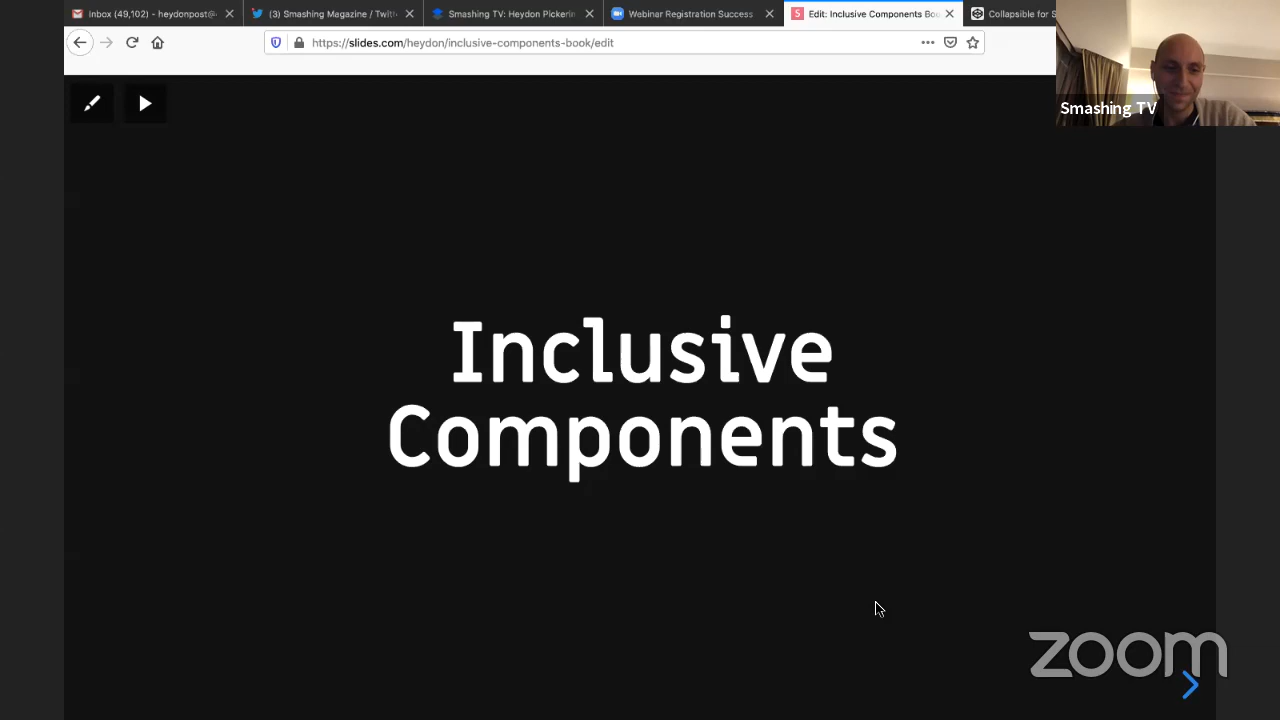 Inbox (49,102) - heydonpost@
(3) Smashing Magazine / Twitt
Smashing TV: Heydon Pickerin
Webinar Registration Success
Edit: Inclusive Components Boo
Collapsible for S
https://slides.com/heydon/inclusive-components-book/edit
Smashing TV
Inclusive
Components
zoom